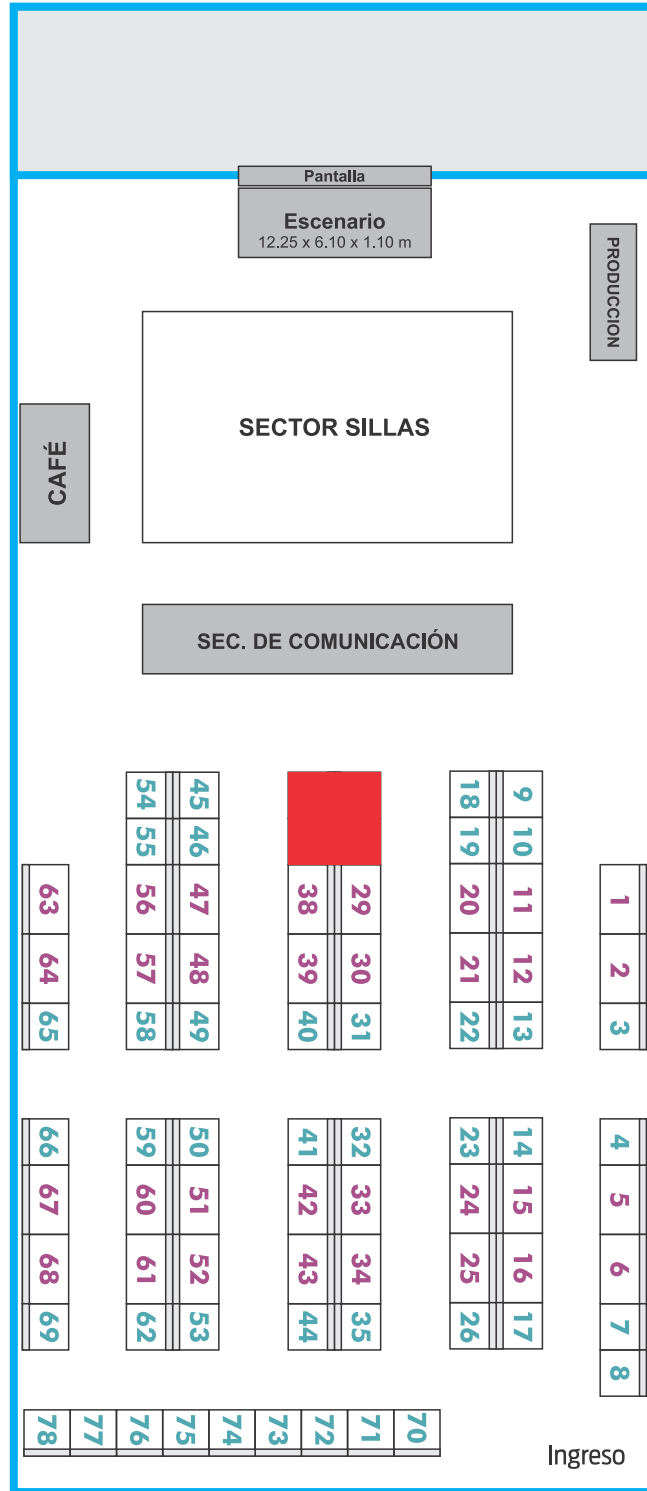 Pantalla
Escenario
12.25 x 6.10 x 1.10 m
PRODUCCION
SECTOR SILLAS
CAFÉ
SEC. DE COMUNICACIÓN
54 45 18 9
55 46 19 10
63 56 47 38 29 20 11 1
64 57 48 39 30 21 12 2
65 58 49 40 31 22 13 3
66 59 50 41 32 23 14 4
67 60 51 42 33 24 15 5
68 61 52 43 34 25 16 6
69 62 53 44 35 26 17 7
8
78 77 76 75 74 73 72 71 70
Ingreso